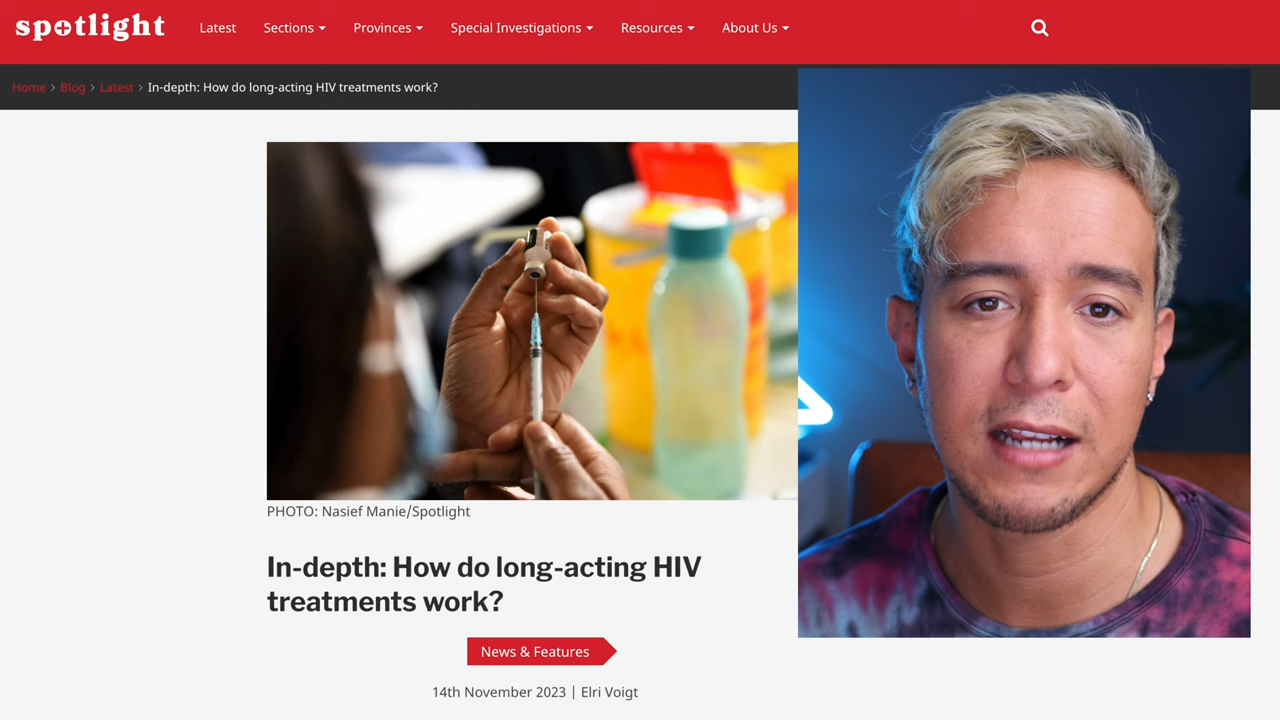 spotlight
Latest
Sections
Provinces
Special Investigations
Resources
About Us
Home > Blog > Latest > In-depth: How do long-acting HIV treatments work?
PHOTO: Nasief Manie/Spotlight
In-depth: How do long-acting HIV
treatments work?
News & Features
14th November 2023 | Elri Voigt